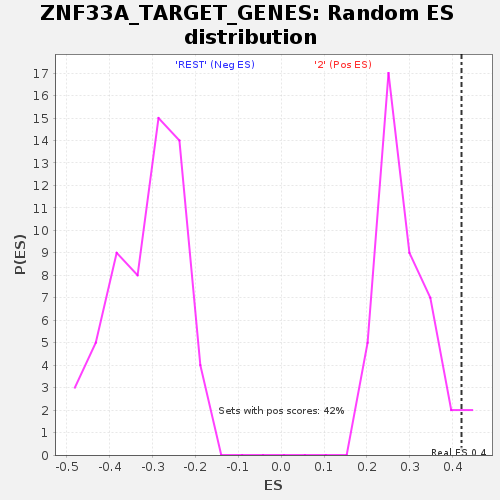 ZNF33A_TARGET_GENES: Random ES
distribution
'REST' (Neg ES) '2' (Pos ES)
17
16
15
14
13
12
11
10
9
8
7
6
5
4
3
2
1
0
P(ES)
Sets with pos scores: 42%
Real ES 0.4
-0.5 -0.4 -0.3 -0.2 -0.1 0.0 0.1 0.2 0.3 0.4
ES